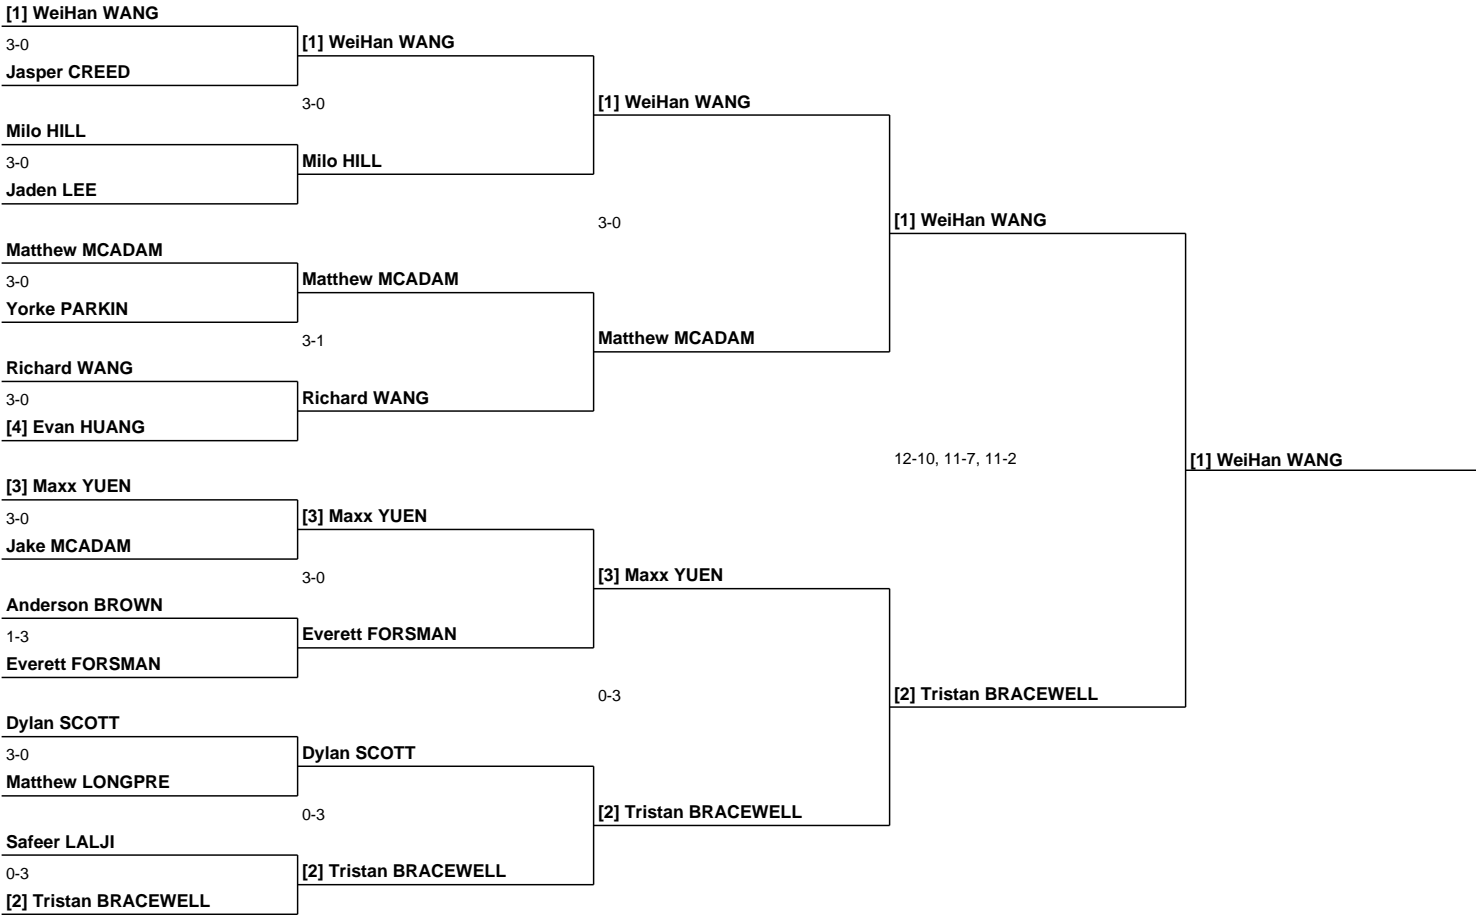 [1] WeiHan WANG
3-0
Jasper CREED
Milo HILL
3-0
Jaden LEE
Matthew MCADAM
3-0
Yorke PARKIN
Richard WANG
3-0
[4] Evan HUANG
[3] Maxx YUEN
3-0
Jake MCADAM
Anderson BROWN
1-3
Everett FORSMAN
Dylan SCOTT
3-0
Matthew LONGPRE
Safeer LALJI
0-3
[2] Tristan BRACEWELL
[1] WeiHan WANG
3-0
Milo HILL
Matthew MCADAM
3-1
Richard WANG
[3] Maxx YUEN
3-0
Everett FORSMAN
Dylan SCOTT
0-3
[2] Tristan BRACEWELL
[1] WeiHan WANG
3-0
Matthew MCADAM
[3] Maxx YUEN
0-3
[2] Tristan BRACEWELL
[1] WeiHan WANG
12-10, 11-7, 11-2
[2] Tristan BRACEWELL
[1] WeiHan WANG